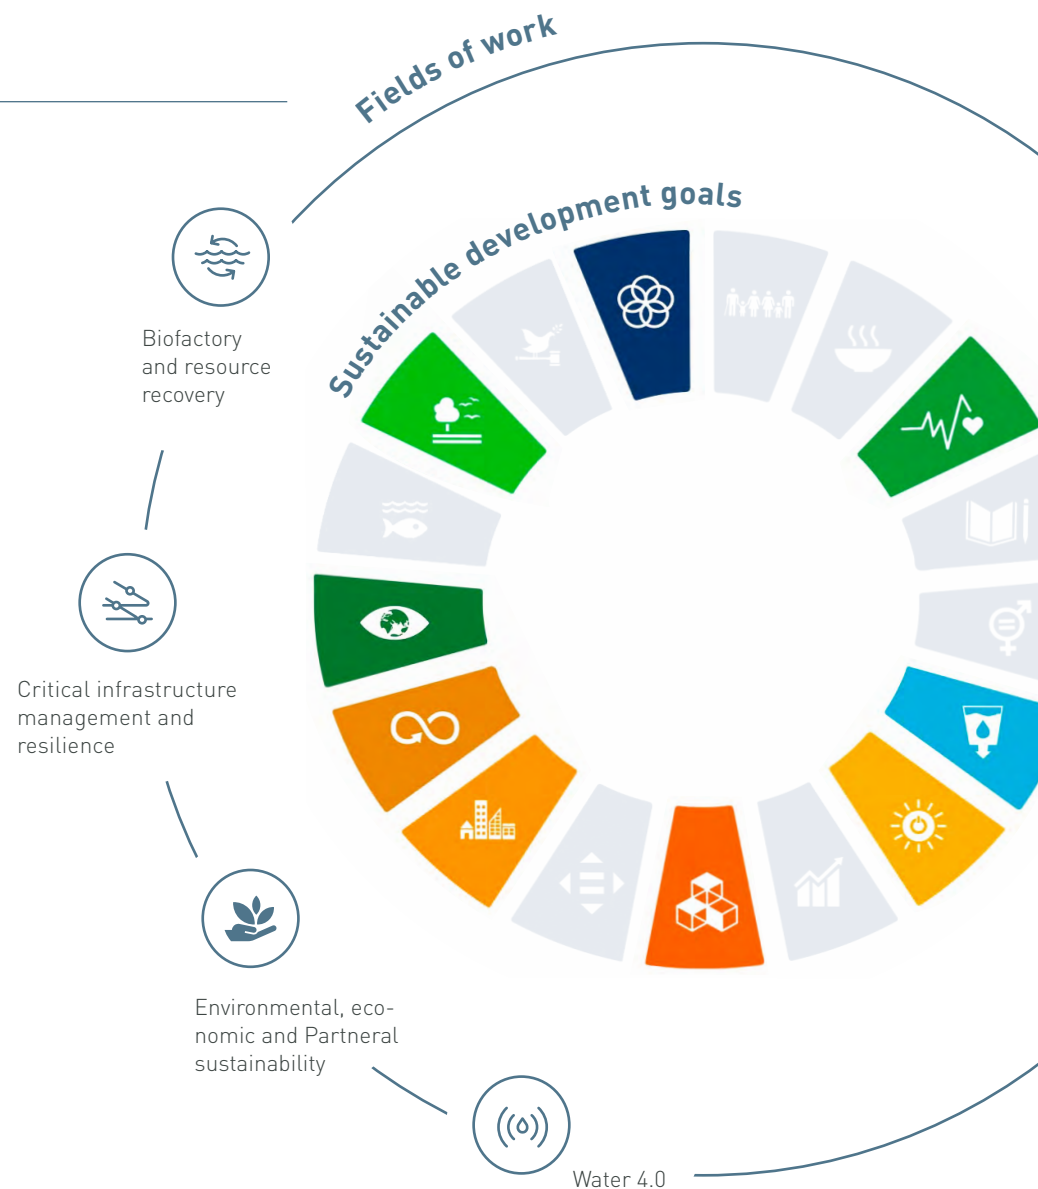 Fields of work
Sustainable development goals
Biofactory
and resource
recovery
Critical infrastructure
management and
resilience
Environmental, eco-
nomic and Partneral
sustainability
Water 4.0